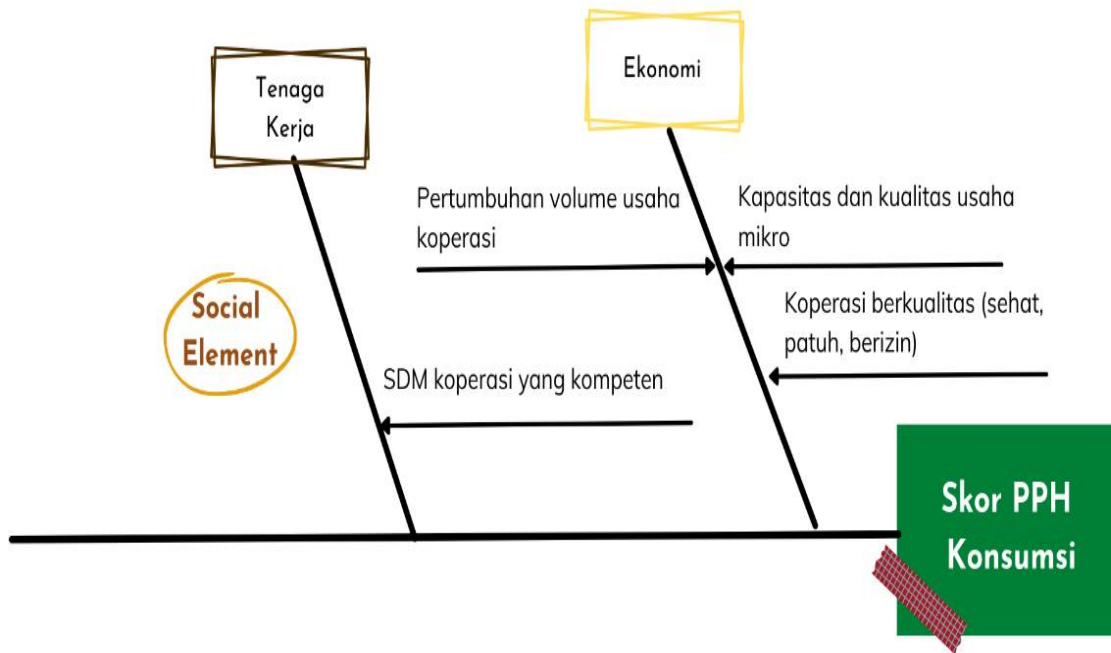 Tenaga
Kerja
Ekonomi
Pertumbuhan volume usaha
koperasi
Kapasitas dan kualitas usaha
mikro
Social
Element
Koperasi berkualitas (sehat,
patuh, berizin)
SDM koperasi yang kompeten
Skor PPH
Konsumsi